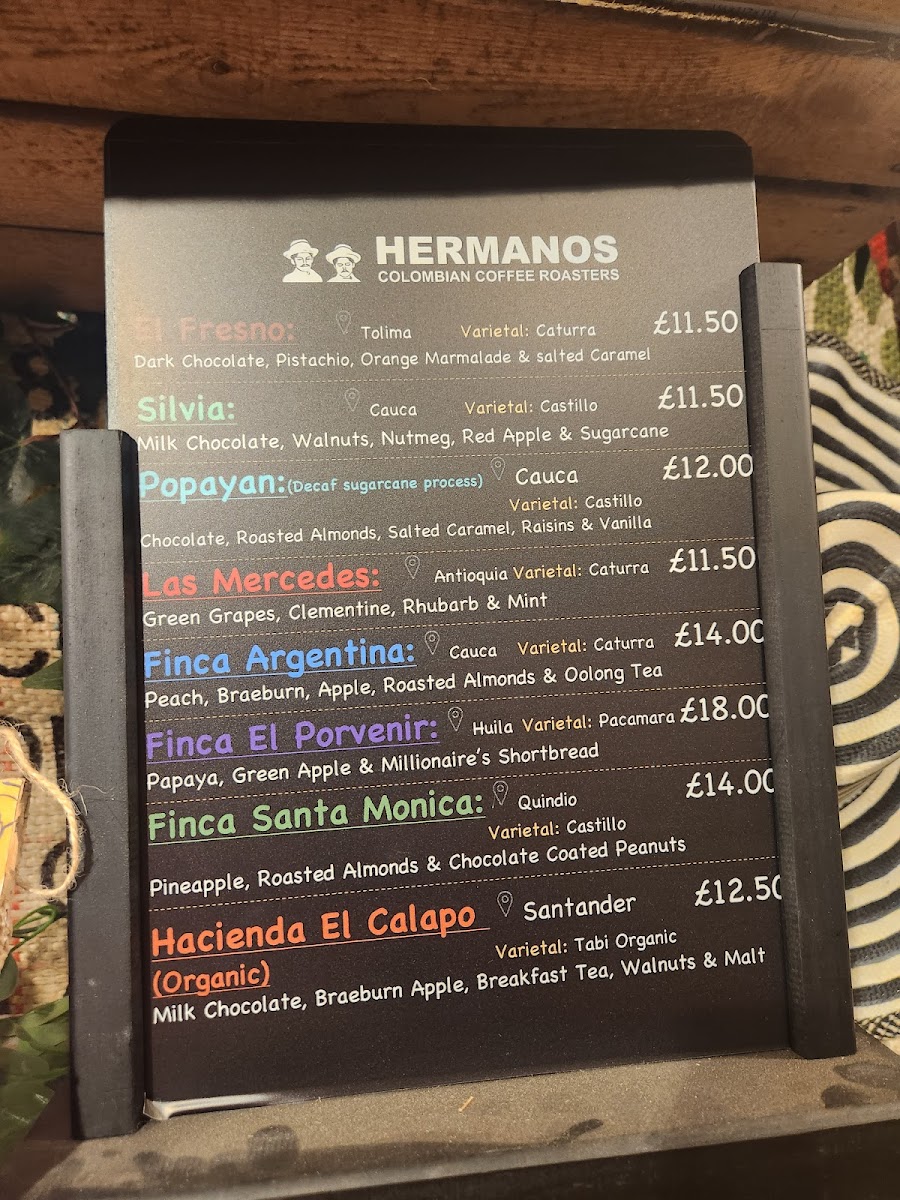 HERMANOS
COLOMBIAN COFFEE ROASTERS
El Fresno: Tolima Varietal: Caturra £11.50
Dark Chocolate, Pistachio, Orange Marmalade & salted Caramel
Silvia: Cauca Varietal: Castillo £11.50
Milk Chocolate, Walnuts, Nutmeg, Red Apple & Sugarcane
Popayan: (Decaf sugarcane process) Cauca £12.00
Varietal: Castillo
Chocolate, Roasted Almonds, Salted Caramel, Raisins & Vanilla
Las Mercedes: Antioquia Varietal: Caturra £11.50
Green Grapes, Clementine, Rhubarb & Mint
Finca Argentina: Cauca Varietal: Caturra £14.00
Peach, Braeburn, Apple, Roasted Almonds & Oolong Tea
Finca El Porvenir: Huila Varietal: Pacamara £18.00
Papaya, Green Apple & Millionaire's Shortbread
Finca Santa Monica: Quindio £14.00
Varietal: Castillo
Pineapple, Roasted Almonds & Chocolate Coated Peanuts
Hacienda El Calapo Santander £12.50
Varietal: Tabi Organic
(Organic)
Milk Chocolate, Braeburn Apple, Breakfast Tea, Walnuts & Malt